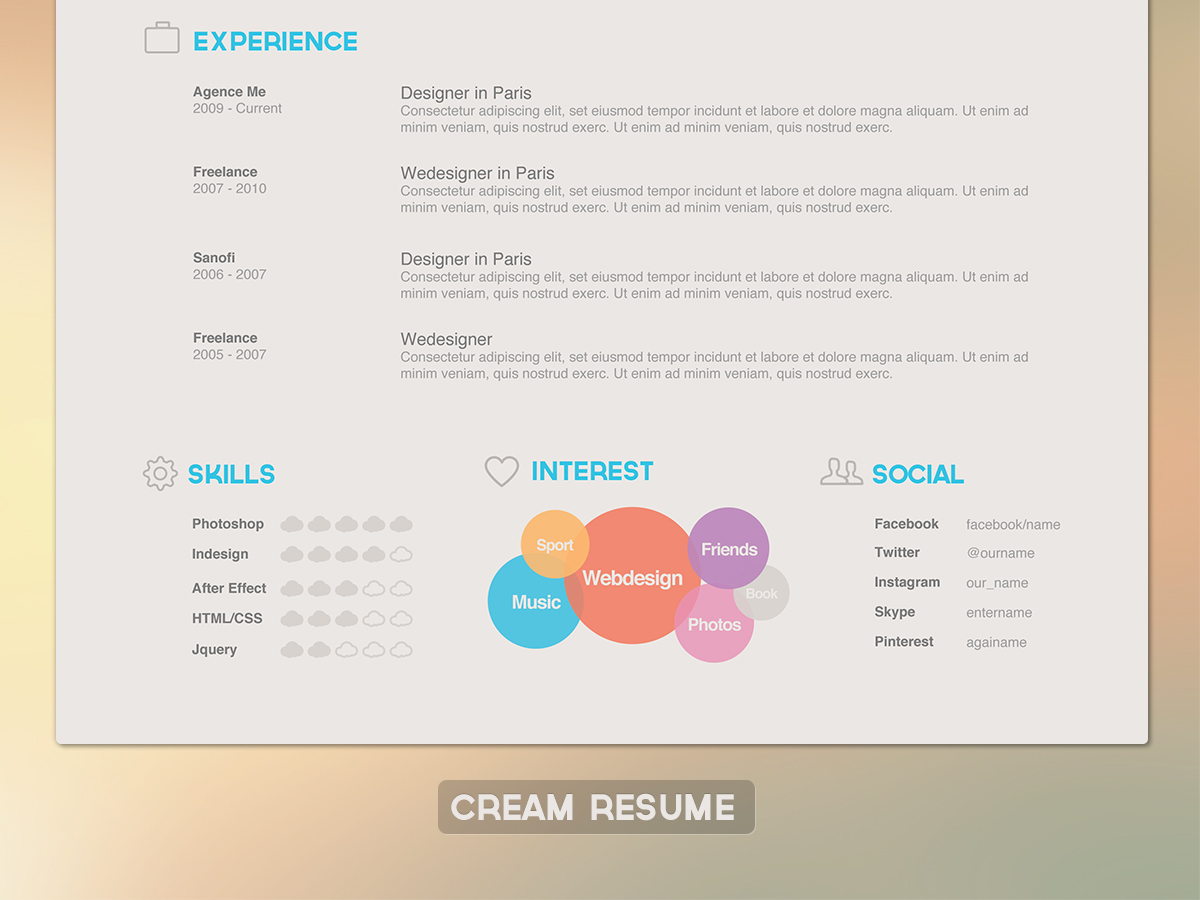 EXPERIENCE
Agence Me
2009 - Current
Designer in Paris
Consectetur adipiscing elit, set eiusmod tempor incidunt et labore et dolore magna aliquam. Ut enim ad
minim veniam, quis nostrud exerc. Ut enim ad minim veniam, quis nostrud exerc.
Freelance
2007 - 2010
Wedesigner in Paris
Consectetur adipiscing elit, set eiusmod tempor incidunt et labore et dolore magna aliquam. Ut enim ad
minim veniam, quis nostrud exerc. Ut enim ad minim veniam, quis nostrud exerc.
Sanofi
2006 - 2007
Designer in Paris
Consectetur adipiscing elit, set eiusmod tempor incidunt et labore et dolore magna aliquam. Ut enim ad
minim veniam, quis nostrud exerc. Ut enim ad minim veniam, quis nostrud exerc.
Freelance
2005 - 2007
Wedesigner
Consectetur adipiscing elit, set eiusmod tempor incidunt et labore et dolore magna aliquam. Ut enim ad
minim veniam, quis nostrud exerc. Ut enim ad minim veniam, quis nostrud exerc.
SKILLS
Photoshop
Indesign
After Effect
HTML/CSS
Jquery
INTEREST
Sport
Music
Webdesign
Friends
Book
Photos
SOCIAL
Facebook facebook/name
Twitter @ourname
Instagram our_name
Skype entername
Pinterest againame
CREAM RESUME